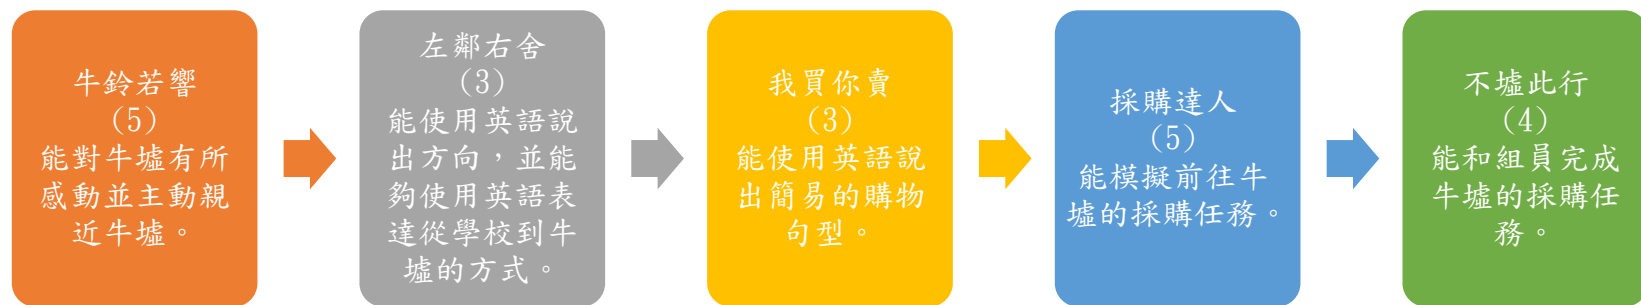 牛鈴若響
(5)
能對牛墟有所
感動並主動親
近牛墟。
左鄰右舍
(3)
能使用英語說
出方向，並能
夠使用英語表
達從學校到牛
墟的方式。
我買你賣
(3)
能使用英語說
出簡易的購物
句型。
採購達人
(5)
能模擬前往牛
墟的採購任務。
不墟此行
(4)
能和組員完成
牛墟的採購任
務。